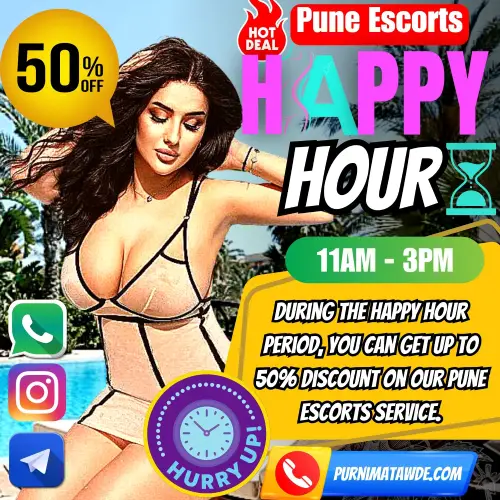 50% OFF
HOT DEAL
Pune Escorts
HAPPY
HOUR
11AM - 3PM
DURING THE HAPPY HOUR
PERIOD, YOU CAN GET UP TO
50% DISCOUNT ON OUR PUNE
ESCORTS SERVICE.
HURRY UP!
PURNIMATAWDE.COM